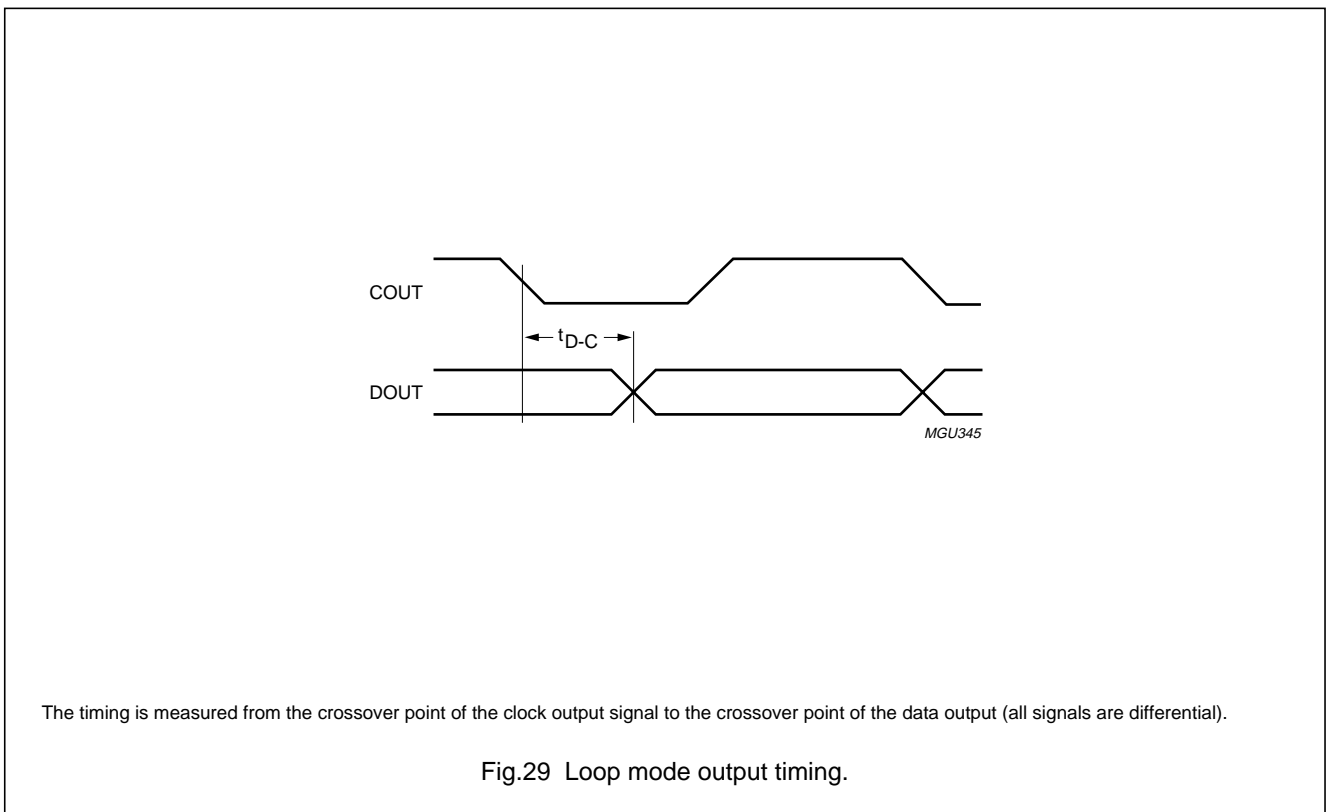 COUT
tD-C
DOUT
MGU345
The timing is measured from the crossover point of the clock output signal to the crossover point of the data output (all signals are differential).
Fig.29 Loop mode output timing.